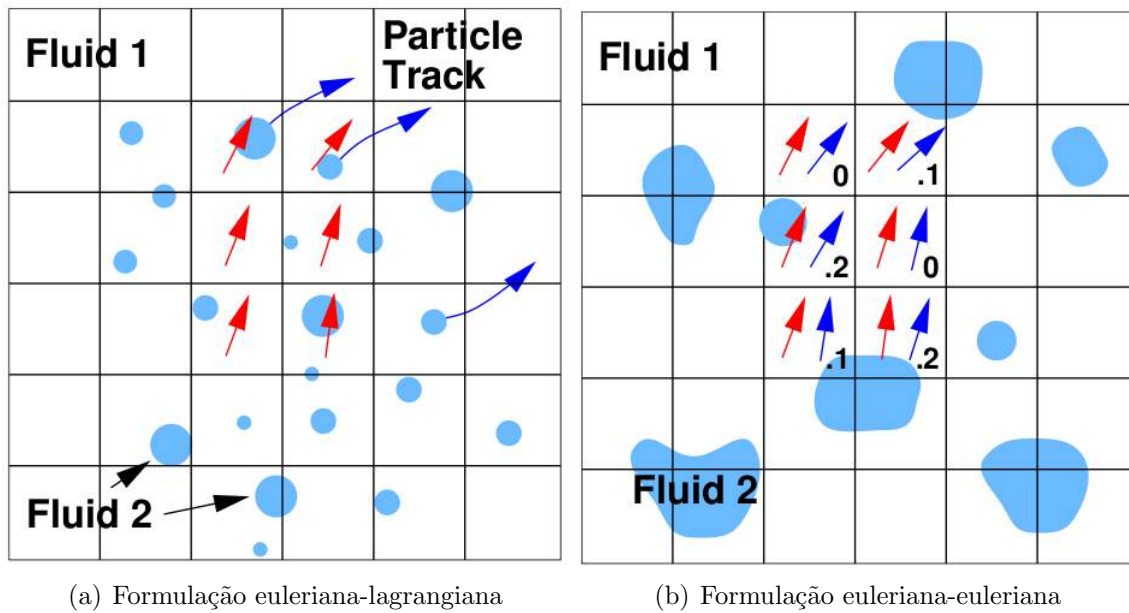 Fluid 1
Particle
Track
Fluid 2
(a) Formulação euleriana-lagrangiana
Fluid 1
0
.1
.2
0
.1
.2
Fluid 2
(b) Formulação euleriana-euleriana